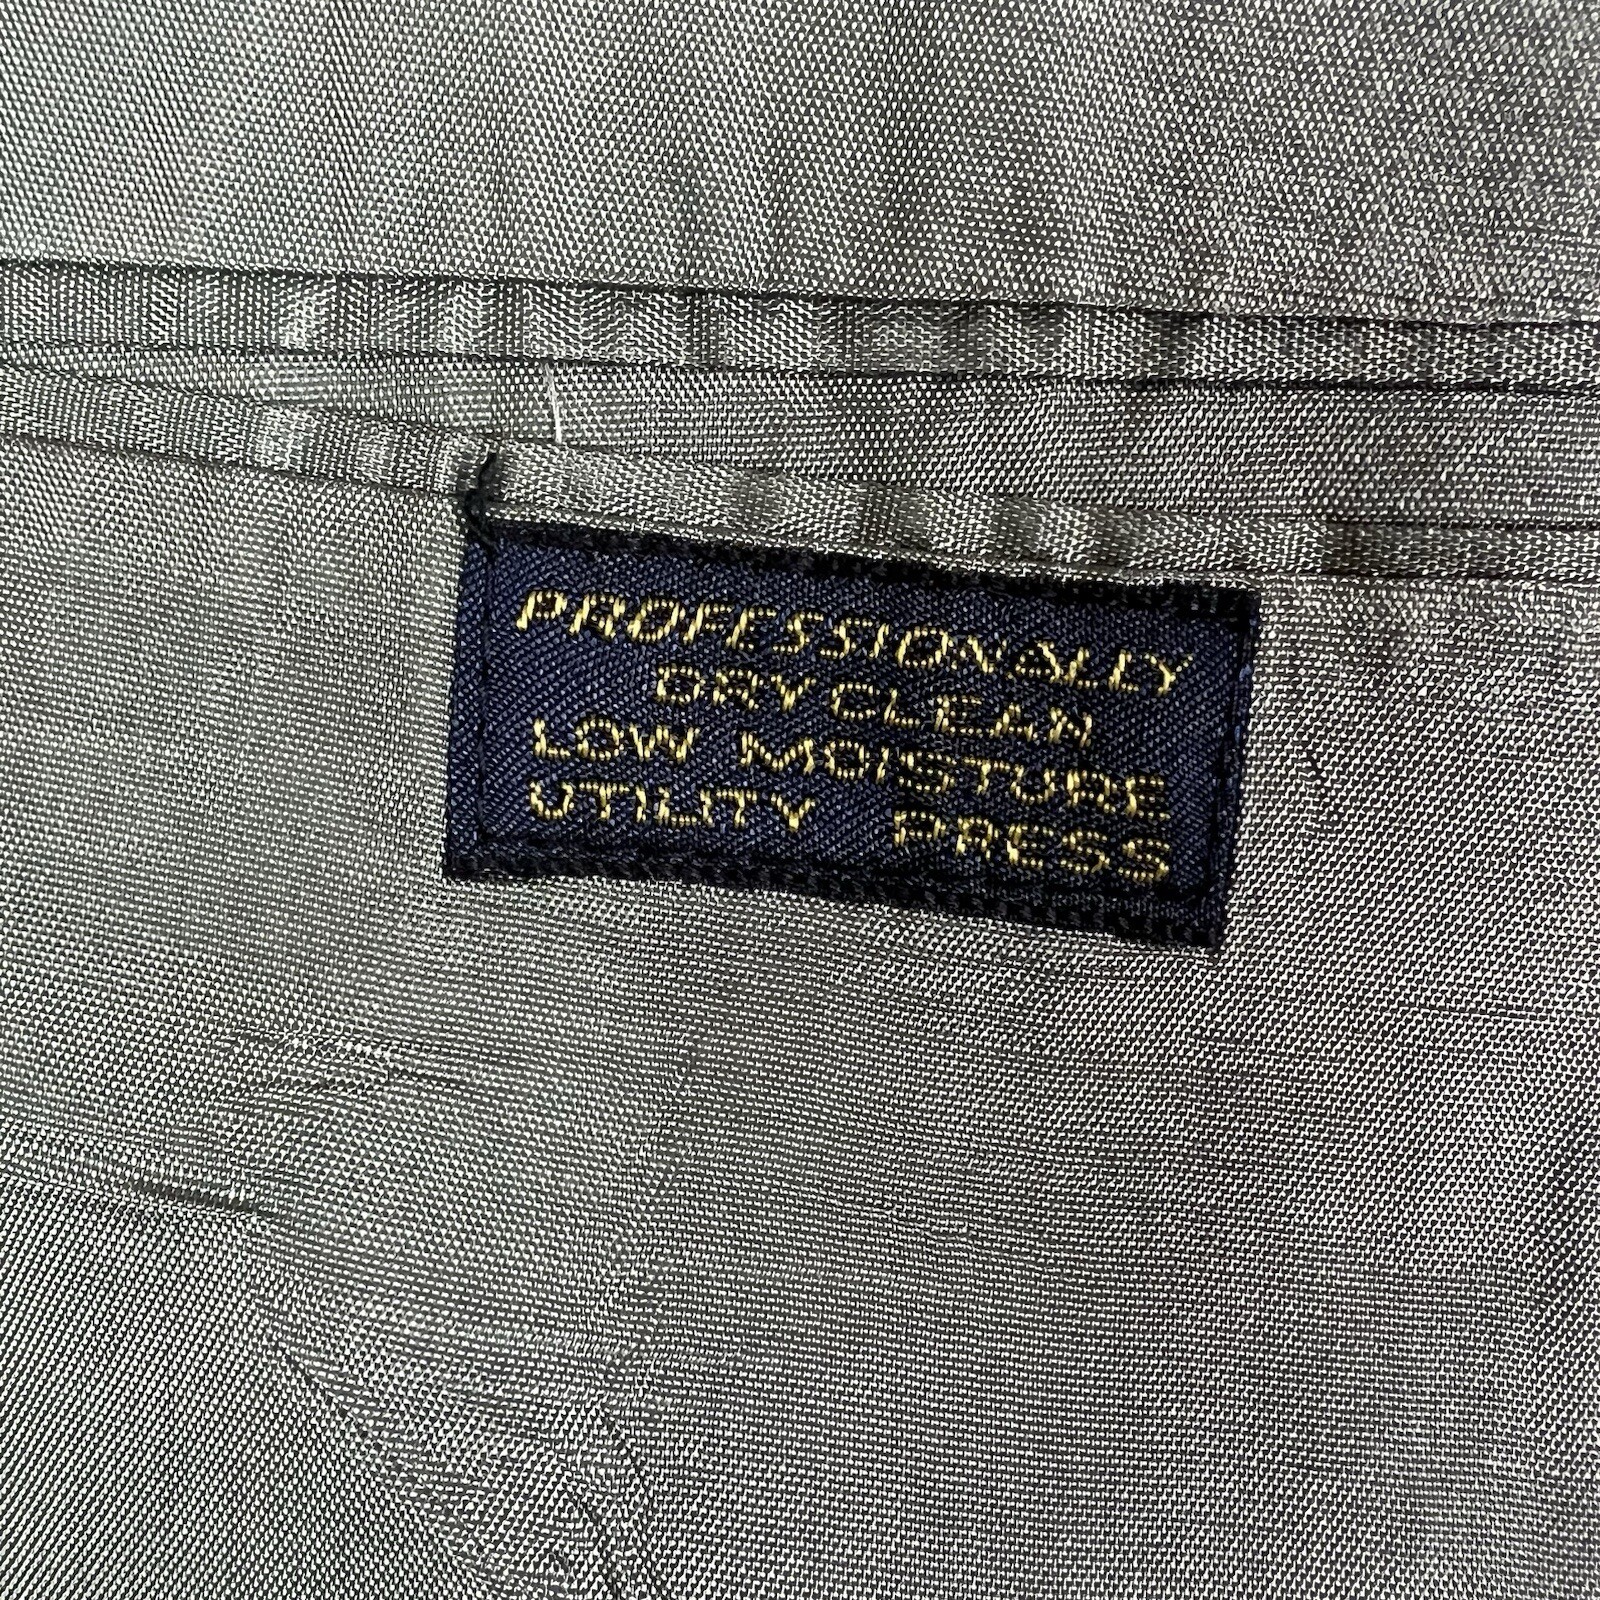 PROFESSIONALLY
DRY CLEAN
LOW MOISTURE
UTILITY PRESS